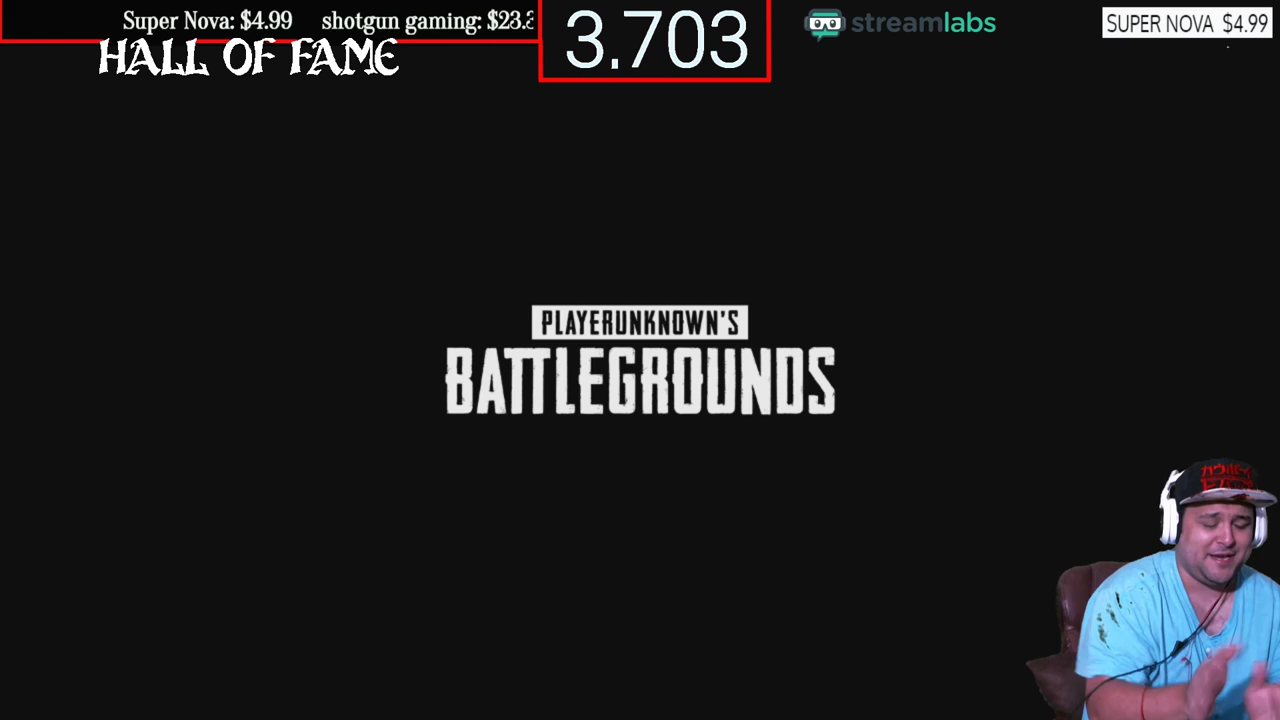 Super Nova: $4.99 shotgun gaming:
HALL OF FAME
3.703
streamlabs
SUPER NOVA $4.99
PLAYERUNKNOWN'S
BATTLEGROUNDS